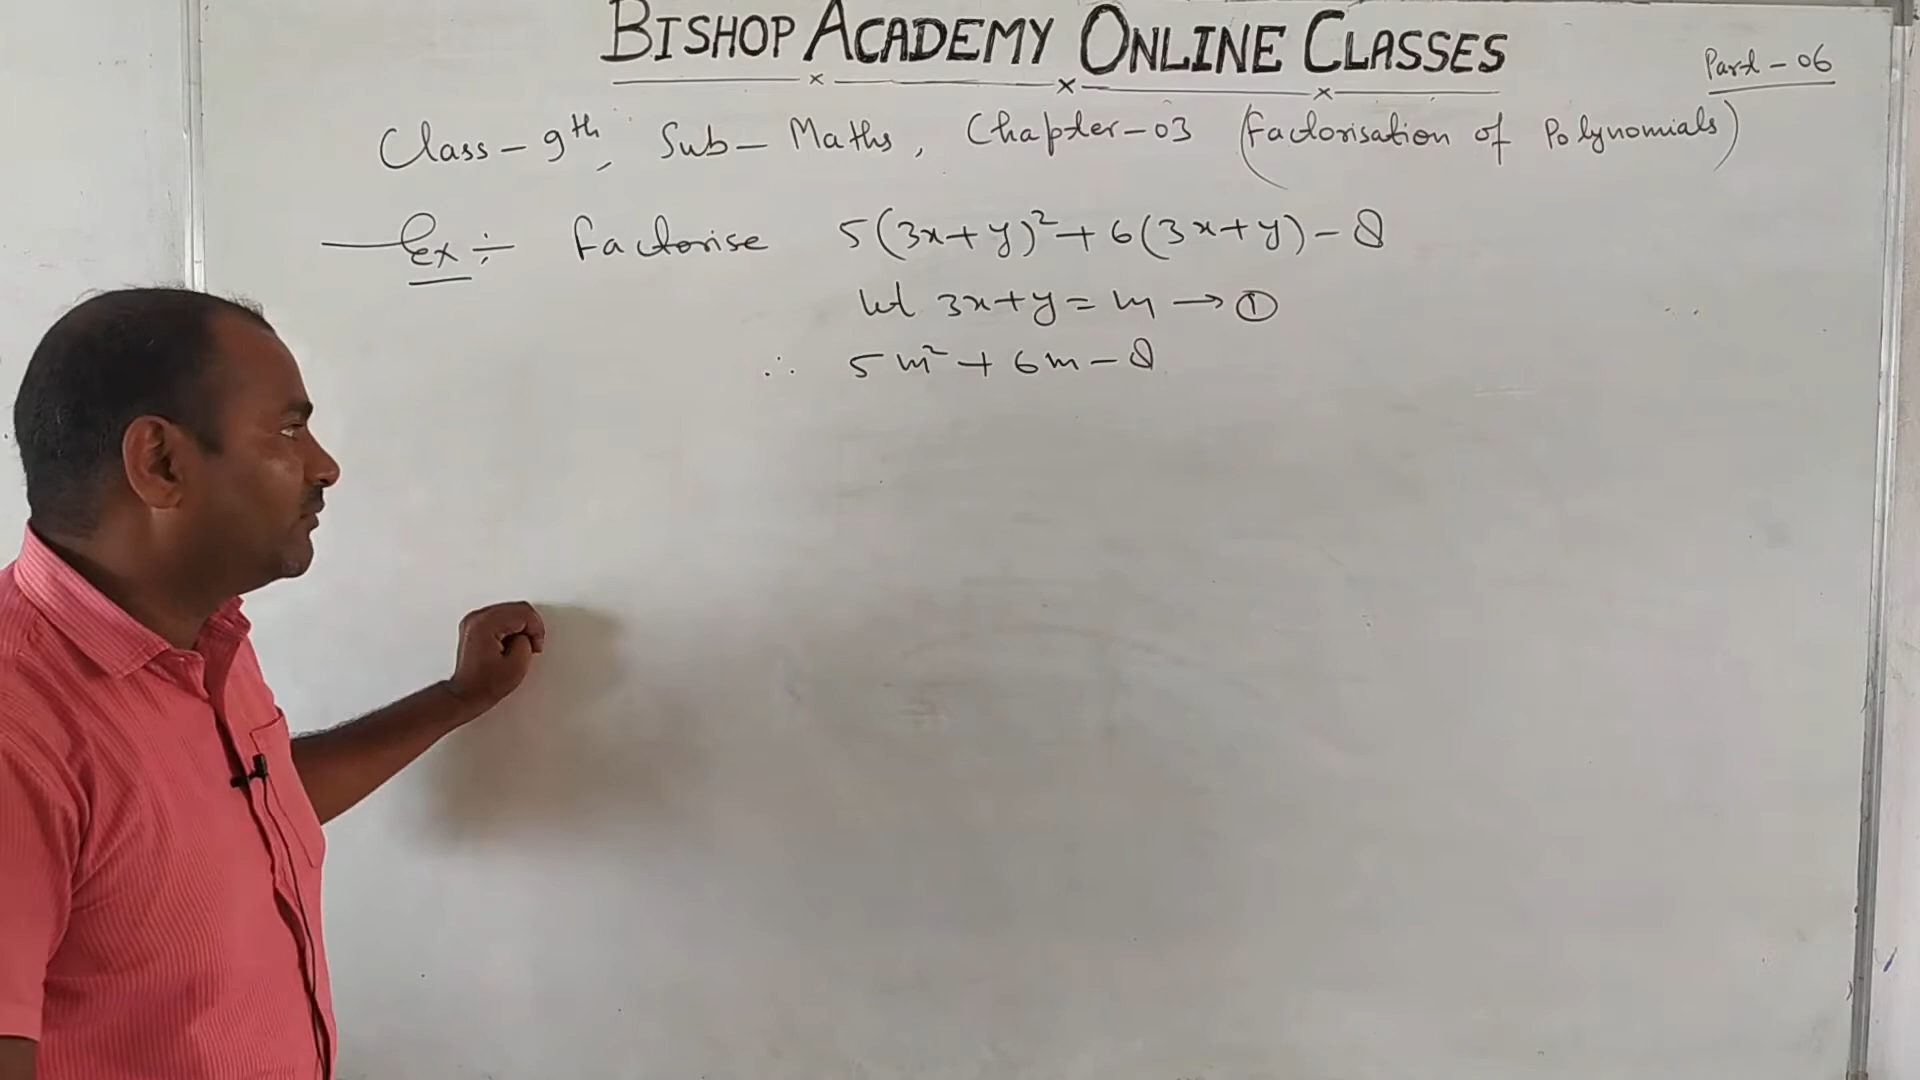 BISHOP ACADEMY ONLINE CLASSES
Part - 06
Class - 9th, Sub - Maths, Chapter - 03 (Factorisation of Polynomials)
Ex ÷ Factorise 5(3x+y)²+6(3x+y)-8
let 3x+y = m → ①
∴ 5m²+6m-8